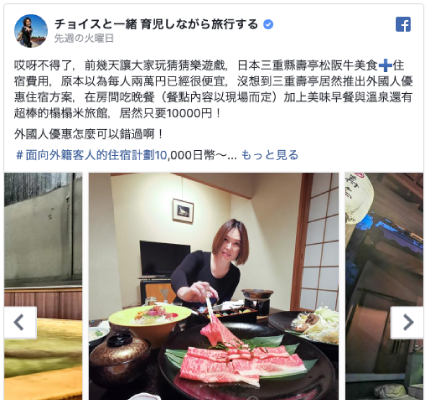 チョイスと一緒 育児しながら旅行する
先週の火曜日
哎呀不得了，前幾天讓大家玩猜猜樂遊戲，日本三重縣壽亭松阪牛美食➕住
宿費用，原本以為每人兩萬円已經很便宜，沒想到三重壽亭居然推出外國人優
惠住宿方案，在房間吃晚餐（餐點內容以現場而定）加上美味早餐與溫泉還有
超棒的榻榻米旅館，居然只要10000円！
外國人優惠怎麼可以錯過啊！
＃面向外籍客人的住宿計劃10,000日幣～... もっと見る